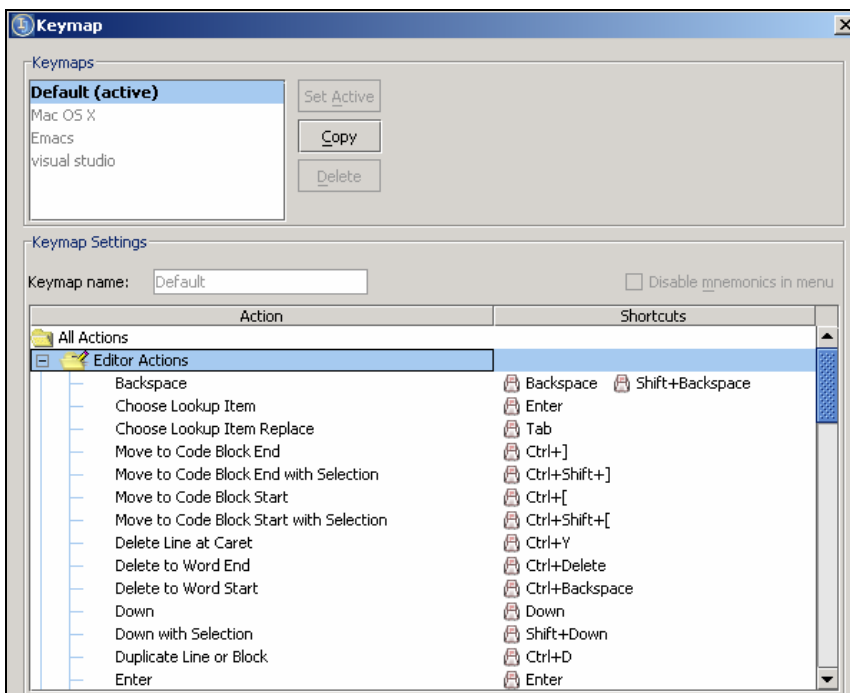 Keymap
Keymaps
Default (active)
Mac OS X
Emacs
visual studio
Set Active
Copy
Delete
Keymap Settings
Keymap name: Default Disable mnemonics in menu
Action Shortcuts
All Actions
Editor Actions
Backspace Backspace Shift+Backspace
Choose Lookup Item Enter
Choose Lookup Item Replace Tab
Move to Code Block End Ctrl+]
Move to Code Block End with Selection Ctrl+Shift+]
Move to Code Block Start Ctrl+[
Move to Code Block Start with Selection Ctrl+Shift+[
Delete Line at Caret Ctrl+Y
Delete to Word End Ctrl+Delete
Delete to Word Start Ctrl+Backspace
Down Down
Down with Selection Shift+Down
Duplicate Line or Block Ctrl+D
Enter Enter